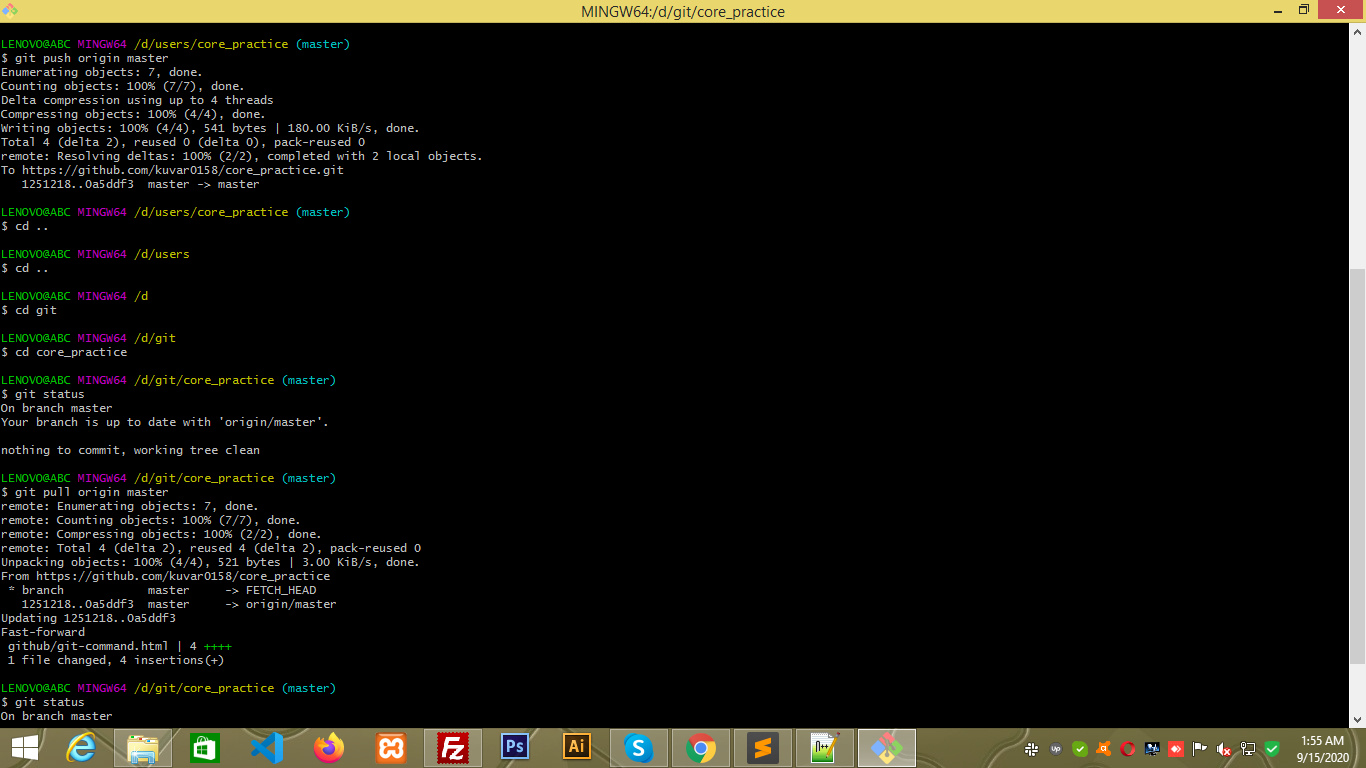 MINGW64:/d/git/core_practice
LENOVO@ABC MINGW64 /d/users/core_practice (master)
$ git push origin master
Enumerating objects: 7, done.
Counting objects: 100% (7/7), done.
Delta compression using up to 4 threads
Compressing objects: 100% (4/4), done.
Writing objects: 100% (4/4), 541 bytes | 180.00 KiB/s, done.
Total 4 (delta 2), reused 0 (delta 0), pack-reused 0
remote: Resolving deltas: 100% (2/2), completed with 2 local objects.
To https://github.com/kuvar0158/core_practice.git
   1251218..0a5ddf3  master -> master
LENOVO@ABC MINGW64 /d/users/core_practice (master)
$ cd ..
LENOVO@ABC MINGW64 /d/users
$ cd ..
LENOVO@ABC MINGW64 /d
$ cd git
LENOVO@ABC MINGW64 /d/git
$ cd core_practice
LENOVO@ABC MINGW64 /d/git/core_practice (master)
$ git status
On branch master
Your branch is up to date with 'origin/master'.
nothing to commit, working tree clean
LENOVO@ABC MINGW64 /d/git/core_practice (master)
$ git pull origin master
remote: Enumerating objects: 7, done.
remote: Counting objects: 100% (7/7), done.
remote: Compressing objects: 100% (2/2), done.
remote: Total 4 (delta 2), reused 4 (delta 2), pack-reused 0
Unpacking objects: 100% (4/4), 521 bytes | 3.00 KiB/s, done.
From https://github.com/kuvar0158/core_practice
 * branch            master     -> FETCH_HEAD
   1251218..0a5ddf3  master     -> origin/master
Updating 1251218..0a5ddf3
Fast-forward
 github/git-command.html | 4 ++++
 1 file changed, 4 insertions(+)
LENOVO@ABC MINGW64 /d/git/core_practice (master)
$ git status
On branch master
Fz
Ps
Ai
S
up
1:55 AM
9/15/2020